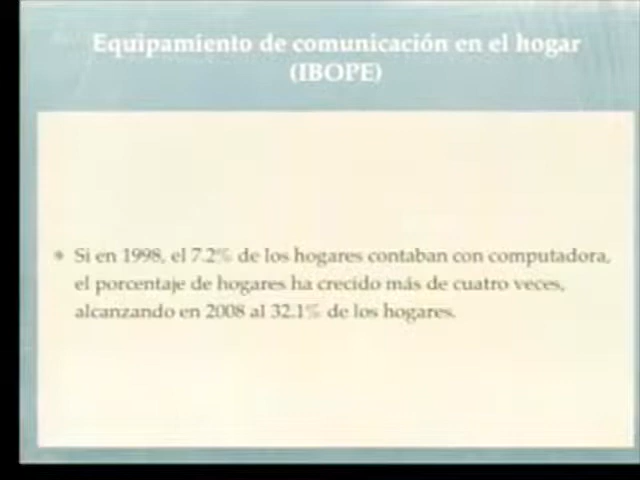 Equipamiento de comunicación en el hogar
(IBOPE)
Si en 1998, el 7.2% de los hogares contaban con computadora,
el porcentaje de hogares ha crecido más de cuatro veces,
alcanzando en 2008 al 32.1% de los hogares.